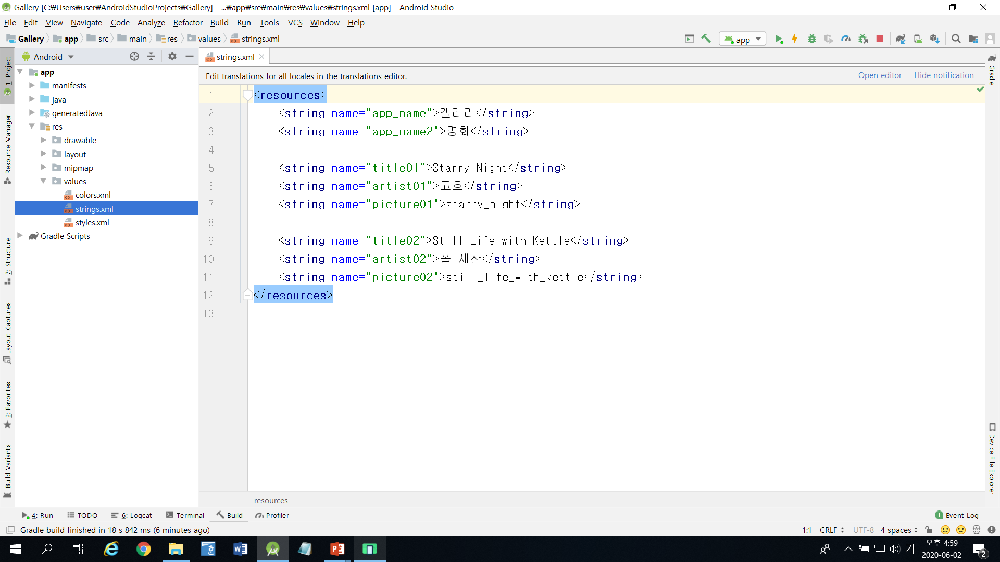 Gallery [C:₩Users₩user₩AndroidStudioProjects₩Gallery] - ...₩app₩src₩main₩res₩values₩strings.xml [app] - Android Studio
File Edit View Navigate Code Analyze Refactor Build Run Tools VCS Window Help
Gallery app src main res values strings.xml
app
Android
strings.xml
Edit translations for all locales in the translations editor.
Open editor Hide notification
1: Project
Resource Manager
7: Structure
Layout Captures
2: Favorites
Build Variants
app
manifests
java
generatedJava
res
drawable
layout
mipmap
values
colors.xml
strings.xml
styles.xml
Gradle Scripts
1 <resources>
2 <string name="app_name">갤러리</string>
3 <string name="app_name2">명화</string>
4
5 <string name="title01">Starry Night</string>
6 <string name="artist01">고흐</string>
7 <string name="picture01">starry_night</string>
8
9 <string name="title02">Still Life with Kettle</string>
10 <string name="artist02">폴 세잔</string>
11 <string name="picture02">still_life_with_kettle</string>
12 </resources>
13
Gradle
Device File Explorer
resources
4: Run TODO 6: Logcat Terminal Build Profiler
1 Event Log
Gradle build finished in 18 s 842 ms (6 minutes ago)
1:1 CRLF UTF-8 4 spaces
가
오후 4:59
2020-06-02
2